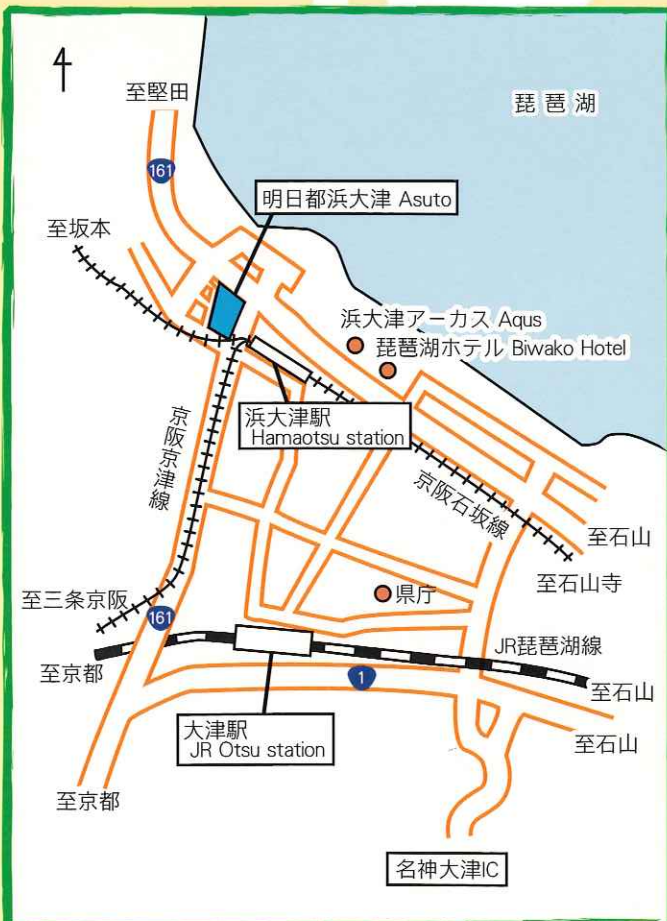 至堅田
琵琶湖
161
明日都浜大津 Asuto
至坂本
浜大津アーカス Aqus
琵琶湖ホテル Biwako Hotel
浜大津駅
Hamaotsu station
京阪京津線
京阪石坂線
至石山
至石山寺
県庁
至三条京阪
161
JR琵琶湖線
至京都
1
至石山
大津駅
JR Otsu station
至石山
至京都
名神大津IC